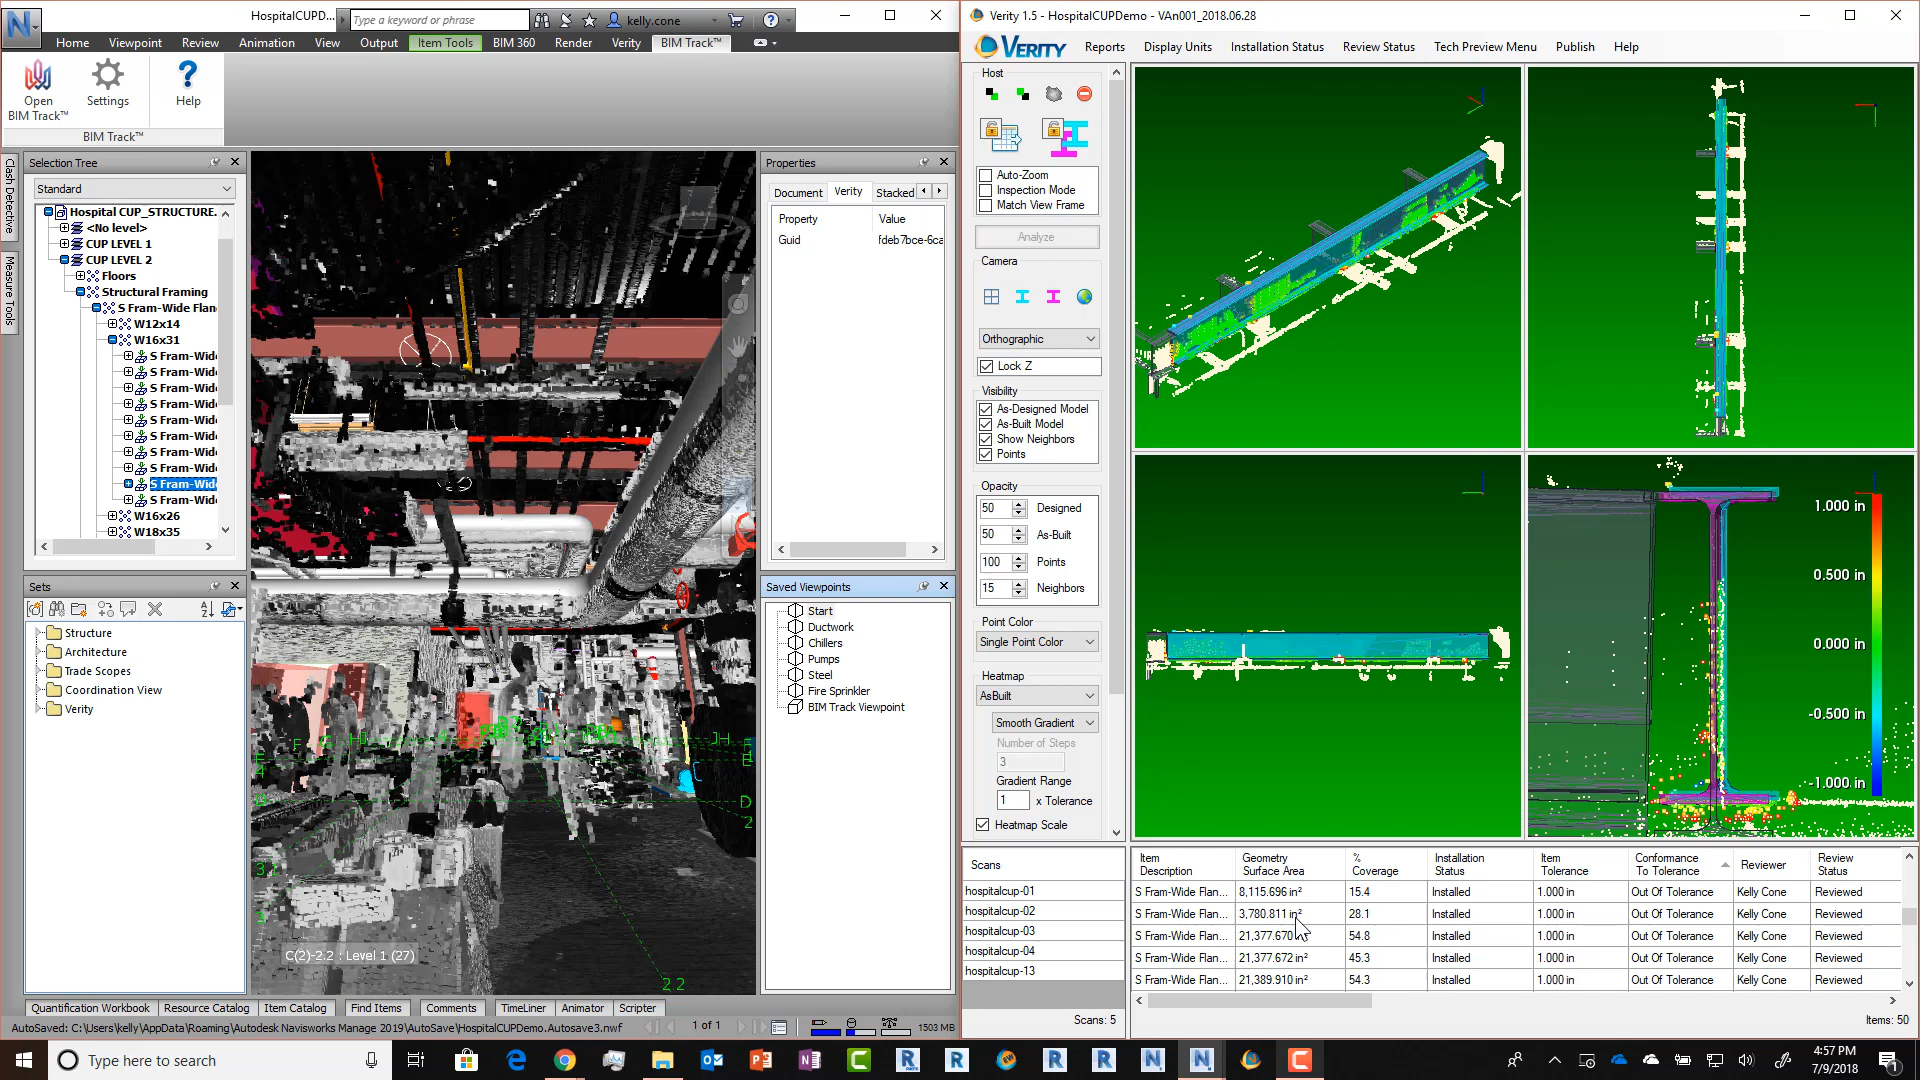 HospitalCUPD...
Type a keyword or phrase
kelly.cone
Home
Viewpoint
Review
Animation
View
Output
Item Tools
BIM 360
Render
Verity
BIM Track™
Open
BIM Track™
Settings
Help
BIM Track™
Clash Detective
Measure Tools
Selection Tree
Standard
Hospital CUP_STRUCTURE.
<No level>
CUP LEVEL 1
CUP LEVEL 2
Floors
Structural Framing
S Fram-Wide Flan
W12x14
W16x31
S Fram-Wide
S Fram-Wide
S Fram-Wide
S Fram-Wide
S Fram-Wide
S Fram-Wide
S Fram-Wide
S Fram-Wide
S Fram-Wide
S Fram-Wide
W16x26
W18x35
Sets
Structure
Architecture
Trade Scopes
Coordination View
Verity
C(2)-2.2 : Level 1 (27)
2.2
Properties
Document
Verity
Stacked
Property
Value
Guid
fdeb7bce-6ca
Saved Viewpoints
Start
Ductwork
Chillers
Pumps
Steel
Fire Sprinkler
BIM Track Viewpoint
Quantification Workbook
Resource Catalog
Item Catalog
Find Items
Comments
TimeLiner
Animator
Scripter
AutoSaved: C:\Users\kelly\AppData\Roaming\Autodesk Navisworks Manage 2019\AutoSave\HospitalCUPDemo.Autosave3.nwf
1 of 1
1503 MB
Verity 1.5 - HospitalCUPDemo - VAn001_2018.06.28
VERITY
Reports
Display Units
Installation Status
Review Status
Tech Preview Menu
Publish
Help
Host
Auto-Zoom
Inspection Mode
Match View Frame
Analyze
Camera
Orthographic
Lock Z
Visibility
As-Designed Model
As-Built Model
Show Neighbors
Points
Opacity
50 Designed
50 As-Built
100 Points
15 Neighbors
Point Color
Single Point Color
Heatmap
AsBuilt
Smooth Gradient
Number of Steps
3
Gradient Range
1 x Tolerance
Heatmap Scale
1.000 in
0.500 in
0.000 in
-0.500 in
-1.000 in
Scans
hospitalcup-01
hospitalcup-02
hospitalcup-03
hospitalcup-04
hospitalcup-13
Scans: 5
Item Description
Geometry Surface Area
% Coverage
Installation Status
Item Tolerance
Conformance To Tolerance
Reviewer
Review Status
S Fram-Wide Flan... 8,115.696 in² 15.4 Installed 1.000 in Out Of Tolerance Kelly Cone Reviewed
S Fram-Wide Flan... 3,780.811 in² 28.1 Installed 1.000 in Out Of Tolerance Kelly Cone Reviewed
S Fram-Wide Flan... 21,377.670 in² 54.8 Installed 1.000 in Out Of Tolerance Kelly Cone Reviewed
S Fram-Wide Flan... 21,377.672 in² 45.3 Installed 1.000 in Out Of Tolerance Kelly Cone Reviewed
S Fram-Wide Flan... 21,389.910 in² 54.3 Installed 1.000 in Out Of Tolerance Kelly Cone Reviewed
Items: 50
Type here to search
4:57 PM
7/9/2018